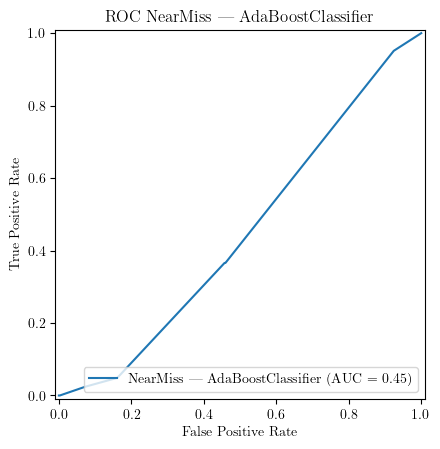 ROC NearMiss — AdaBoostClassifier
1.0
0.8
0.6
0.4
0.2
0.0
True Positive Rate
NearMiss — AdaBoostClassifier (AUC = 0.45)
0.0 0.2 0.4 0.6 0.8 1.0
False Positive Rate